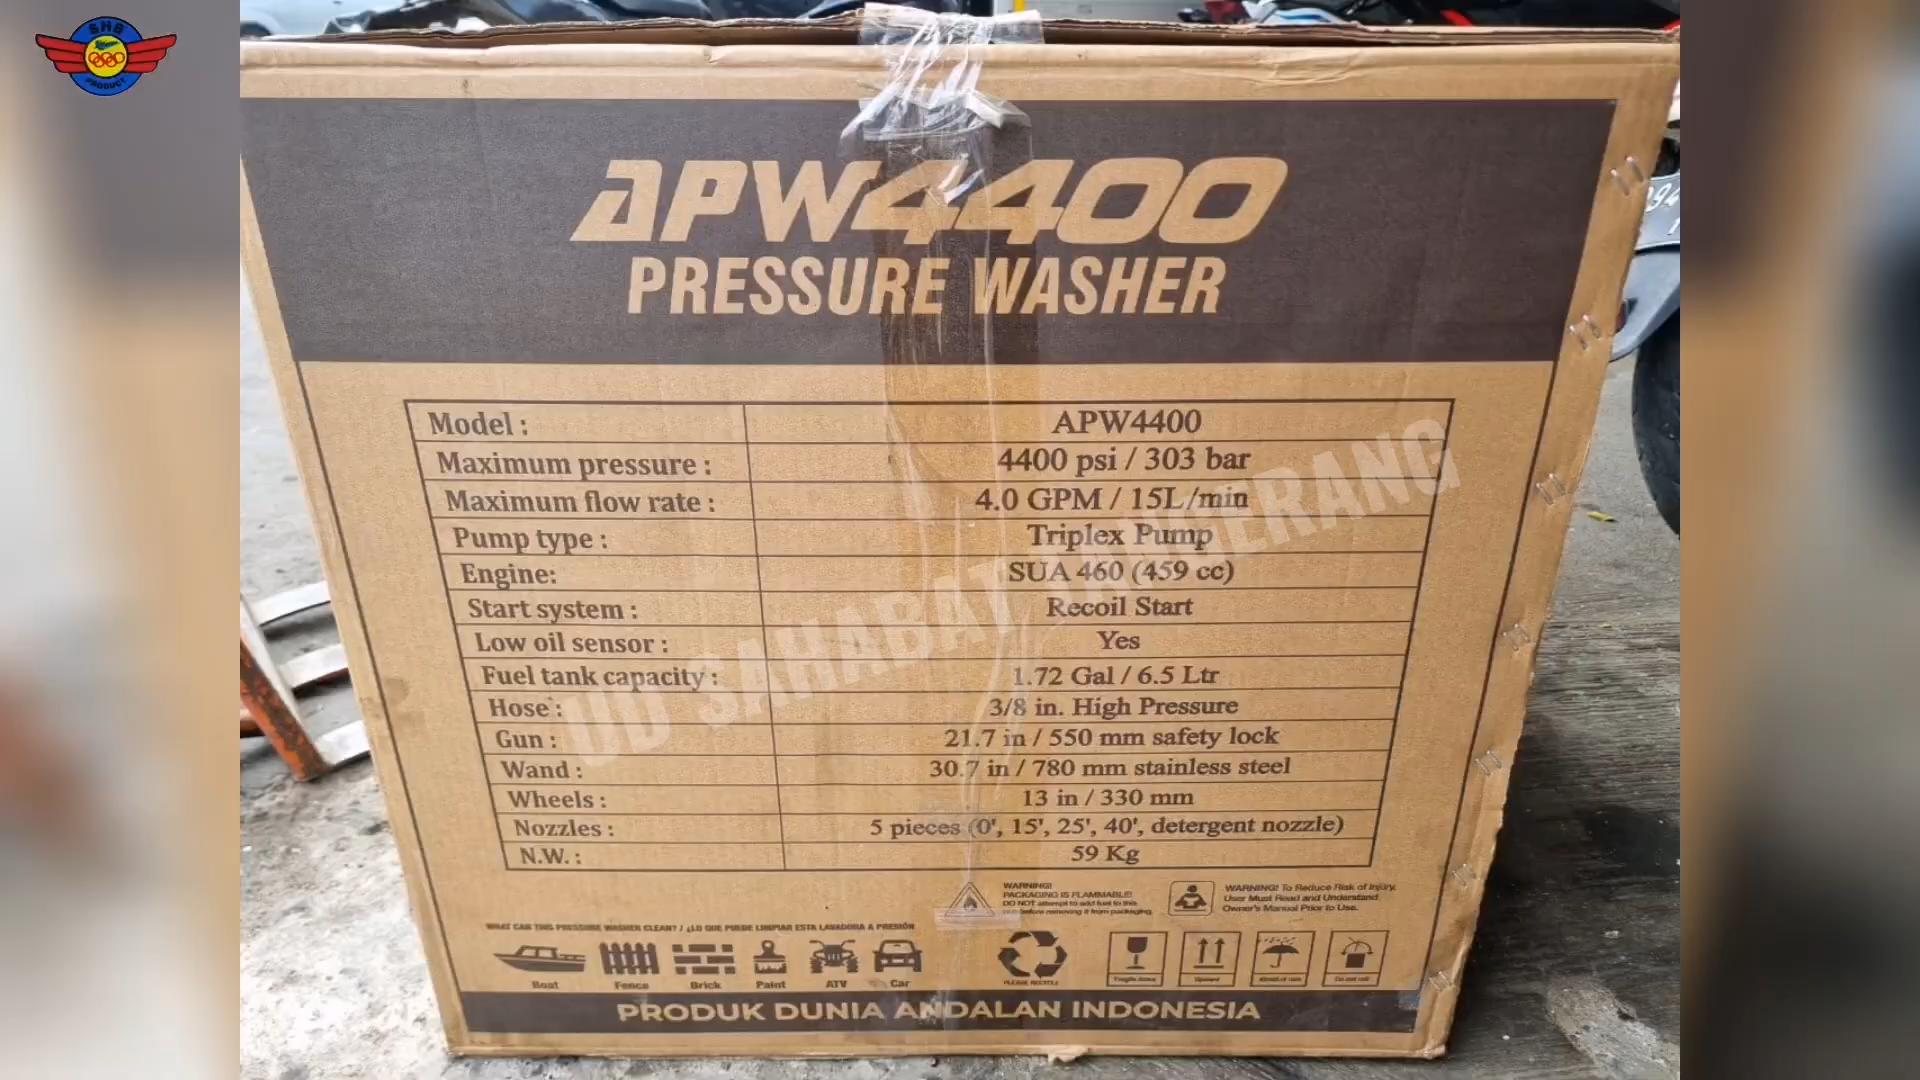 SHB
PRODUCT
APW4400
PRESSURE WASHER
Model : APW4400
Maximum pressure : 4400 psi / 303 bar
Maximum flow rate : 4.0 GPM / 15L/min
Pump type : Triplex Pump
Engine: SUA 460 (459 cc)
Start system : Recoil Start
Low oil sensor : Yes
Fuel tank capacity : 1.72 Gal / 6.5 Ltr
Hose : 3/8 in. High Pressure
Gun : 21.7 in / 550 mm safety lock
Wand : 30.7 in / 780 mm stainless steel
Wheels : 13 in / 330 mm
Nozzles : 5 pieces (0', 15', 25', 40', detergent nozzle)
N.W. : 59 Kg
UD SAHABAT TANGERANG
WARNING!
PACKAGING IS FLAMMABLE!
DO NOT attempt to add fuel to this
unit before removing it from packaging.
WARNING! To Reduce Risk of Injury,
User Must Read and Understand
Owner's Manual Prior to Use.
WHAT CAN THIS PRESSURE WASHER CLEAN? / ¿LO QUE PUEDE LIMPIAR ESTA LAVADORA A PRESIÓN
Boat Fence Brick Paint ATV Car
PLEASE RECYCLE
Upward
Do not roll
PRODUK DUNIA ANDALAN INDONESIA